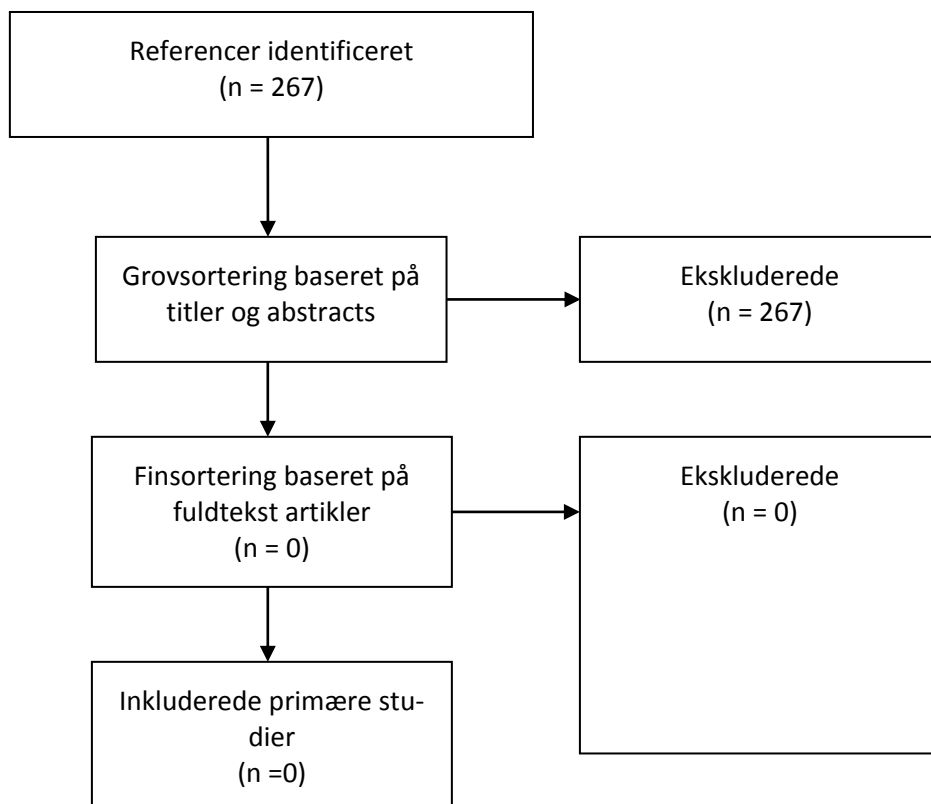 Referencer identificeret
(n = 267)
Grovsortering baseret på
titler og abstracts
Ekskluderede
(n = 267)
Finsortering baseret på
fuldtekst artikler
(n = 0)
Ekskluderede
(n = 0)
Inkluderede primære stu-
dier
(n =0)